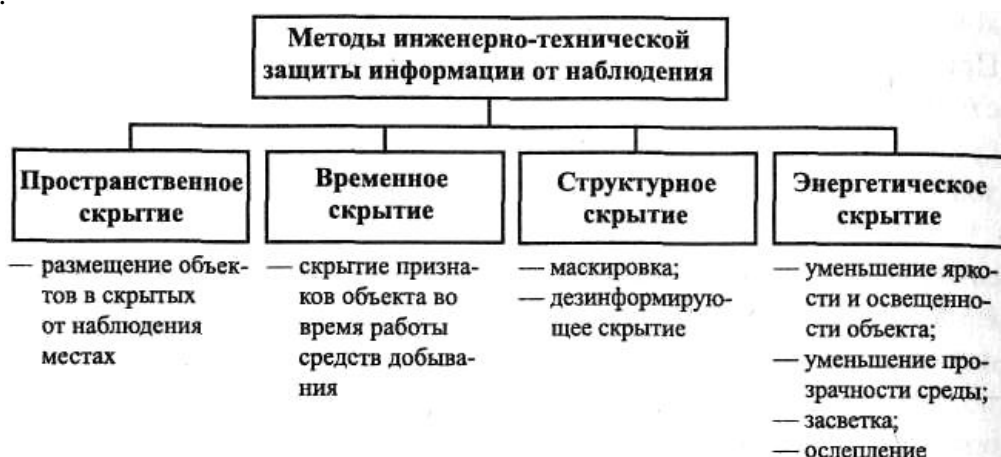 Методы инженерно-технической
защиты информации от наблюдения
Пространственное
скрытие
— размещение объек-
тов в скрытых
от наблюдения
местах
Временное
скрытие
— скрытие призна-
ков объекта во
время работы
средств добыва-
ния
Структурное
скрытие
— маскировка;
— дезинформирую-
щее скрытие
Энергетическое
скрытие
— уменьшение ярко-
сти и освещенно-
сти объекта;
— уменьшение про-
зрачности среды;
— засветка;
— ослепление